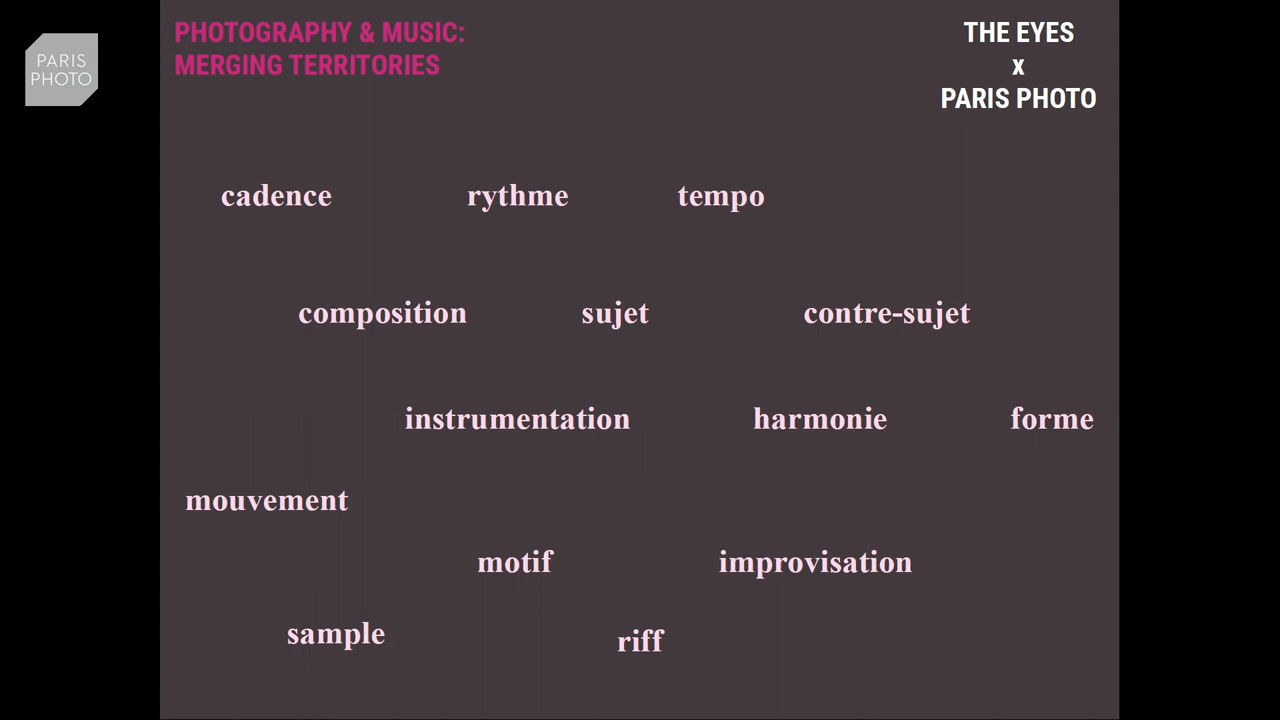 PARIS
PHOTO
PHOTOGRAPHY & MUSIC:
MERGING TERRITORIES
THE EYES
x
PARIS PHOTO
cadence rythme tempo
composition sujet contre-sujet
instrumentation harmonie forme
mouvement
motif improvisation
sample riff